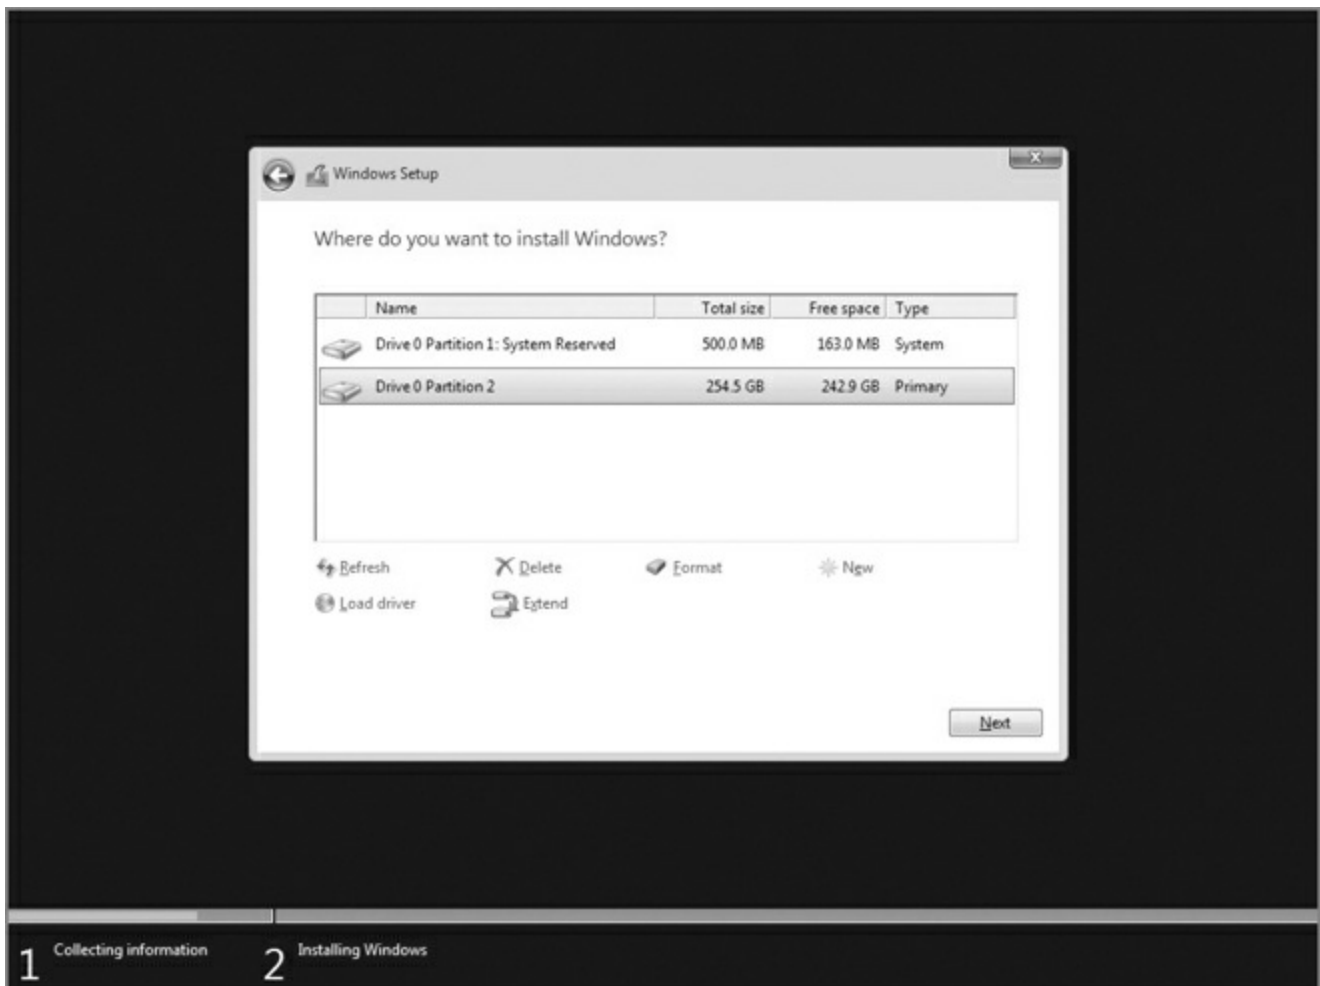 Windows Setup
Where do you want to install Windows?
Name Total size Free space Type
Drive 0 Partition 1: System Reserved 500.0 MB 163.0 MB System
Drive 0 Partition 2 254.5 GB 242.9 GB Primary
Refresh Delete Format New
Load driver Extend
Next
1 Collecting information 2 Installing Windows